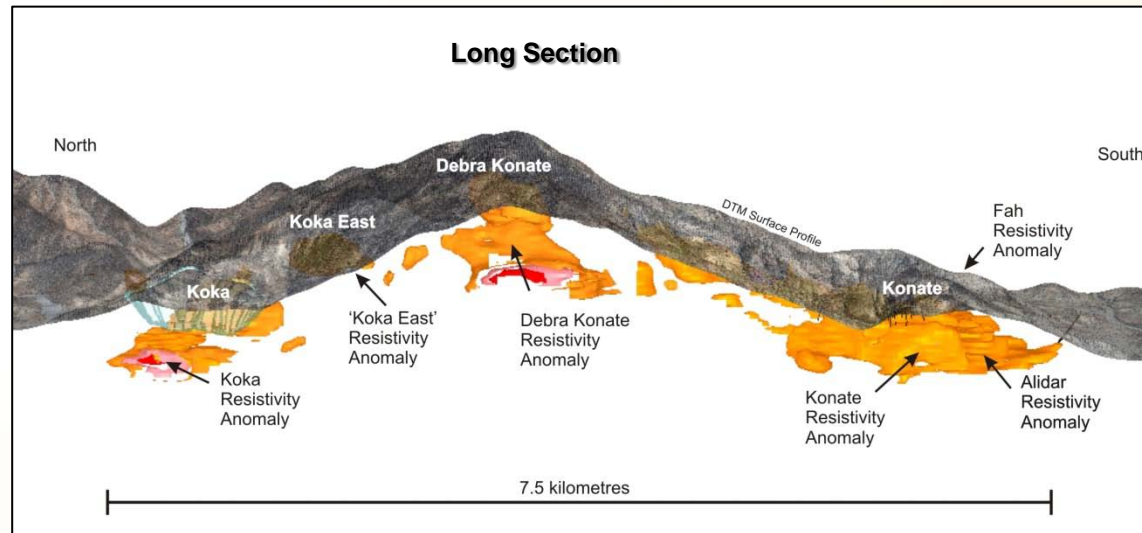 Long Section
North
South
Debra Konate
Koka East
Koka
DTM Surface Profile
Fah
Resistivity
Anomaly
Konate
'Koka East'
Resistivity
Anomaly
Debra Konate
Resistivity
Anomaly
Koka
Resistivity
Anomaly
Konate
Resistivity
Anomaly
Alidar
Resistivity
Anomaly
7.5 kilometres